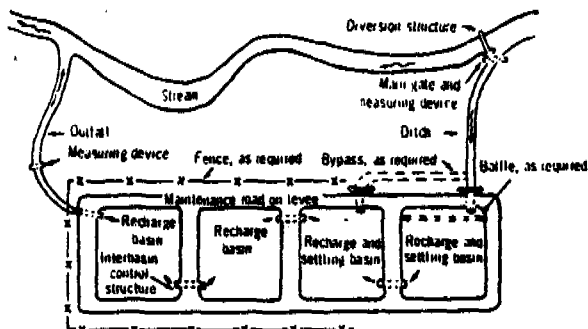 Diversion structure
Stream
Main gate and
measuring device
Outfall
Ditch
Measuring device
Fence, as required
Bypass, as required
Baffle, as required
Maintenance road on levee
Recharge
basin
Recharge
basin
Recharge and
settling basin
Recharge and
settling basin
Interbasin
control
structure